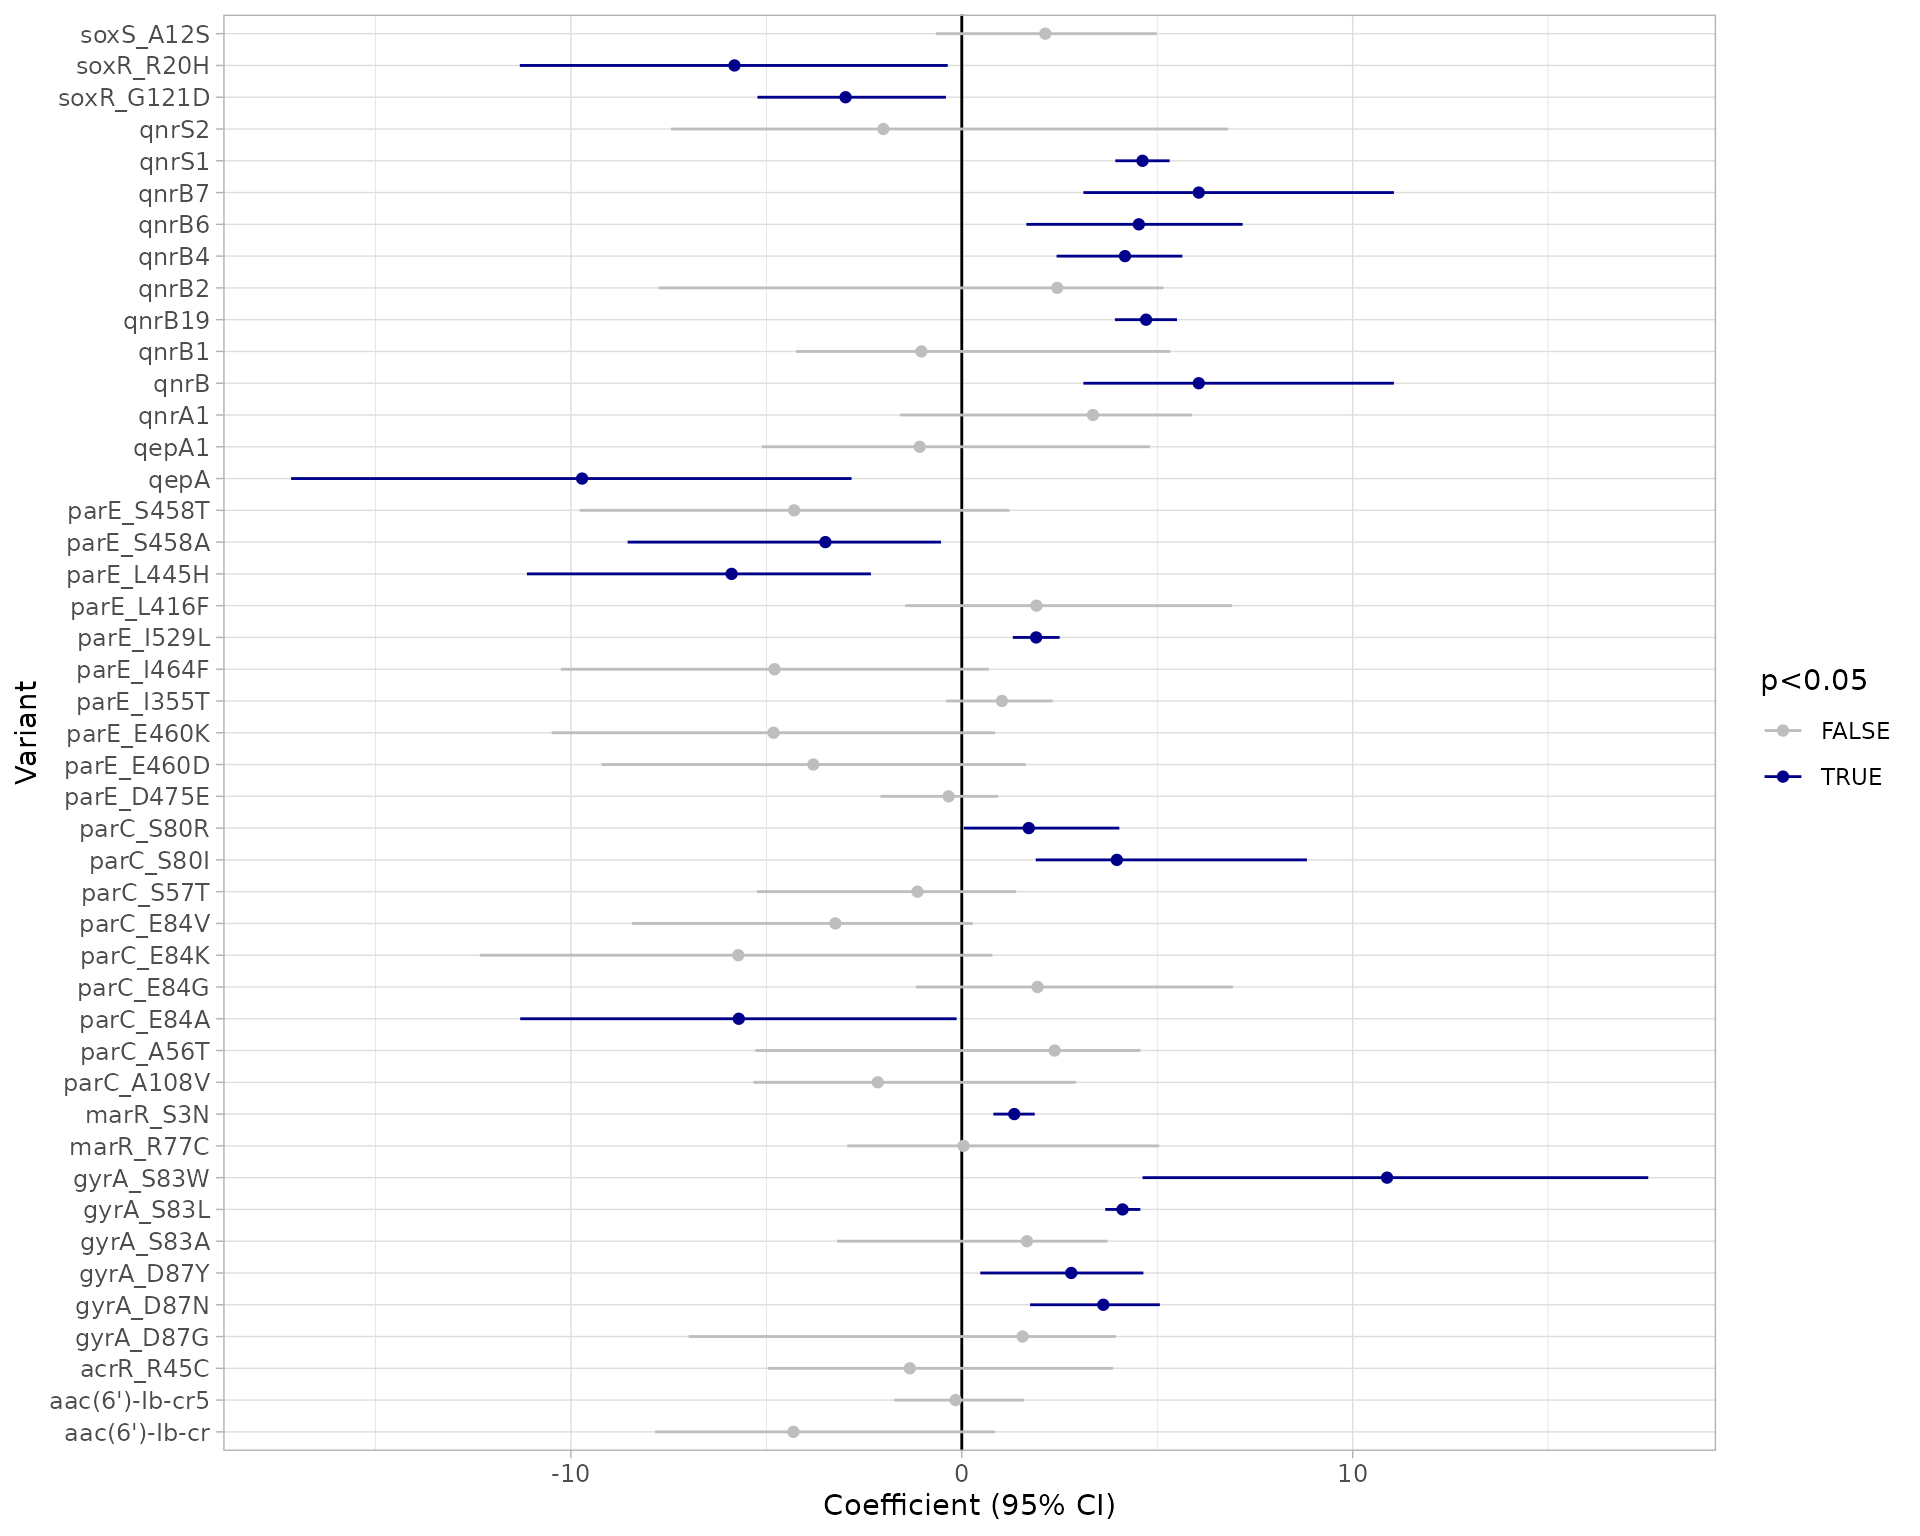 soxS_A12S
soxR_R20H
soxR_G121D
qnrS2
qnrS1
qnrB7
qnrB6
qnrB4
qnrB2
qnrB19
qnrB1
qnrB
qnrA1
qepA1
qepA
parE_S458T
parE_S458A
parE_L445H
parE_L416F
parE_I529L
parE_I464F
parE_I355T
parE_E460K
parE_E460D
parE_D475E
parC_S80R
parC_S80I
parC_S57T
parC_E84V
parC_E84K
parC_E84G
parC_E84A
parC_A56T
parC_A108V
marR_S3N
marR_R77C
gyrA_S83W
gyrA_S83L
gyrA_S83A
gyrA_D87Y
gyrA_D87N
gyrA_D87G
acrR_R45C
aac(6')-Ib-cr5
aac(6')-Ib-cr
Variant
-10 0 10
Coefficient (95% CI)
p<0.05
FALSE
TRUE